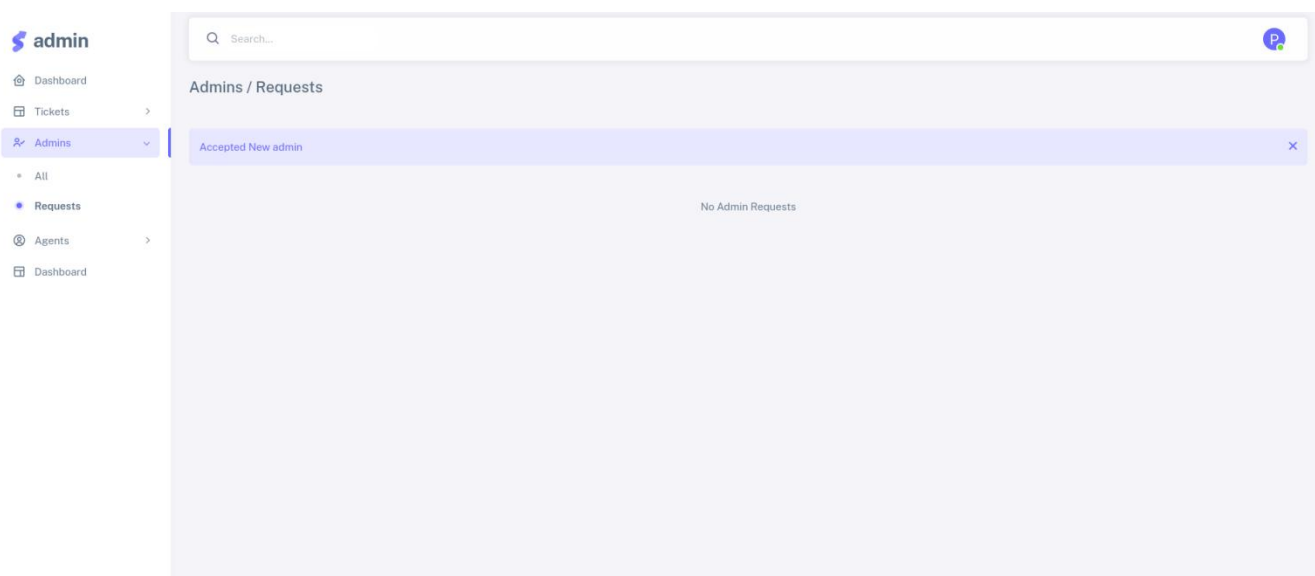 admin
Dashboard
Tickets
Admins
All
Requests
Agents
Dashboard
Search...
P
Admins / Requests
Accepted New admin
No Admin Requests